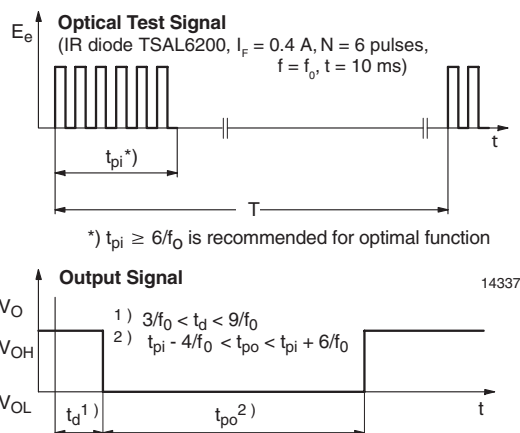 Optical Test Signal
Eₑ
(IR diode TSAL6200, I_F = 0.4 A, N = 6 pulses,
f = f₀, t = 10 ms)
t
t_pi*)
T
*) t_pi ≥ 6/f_O is recommended for optimal function
Output Signal
14337
V_O
1) 3/f₀ < t_d < 9/f₀
2) t_pi - 4/f₀ < t_po < t_pi + 6/f₀
V_OH
V_OL
t_d¹⁾
t_po²⁾
t